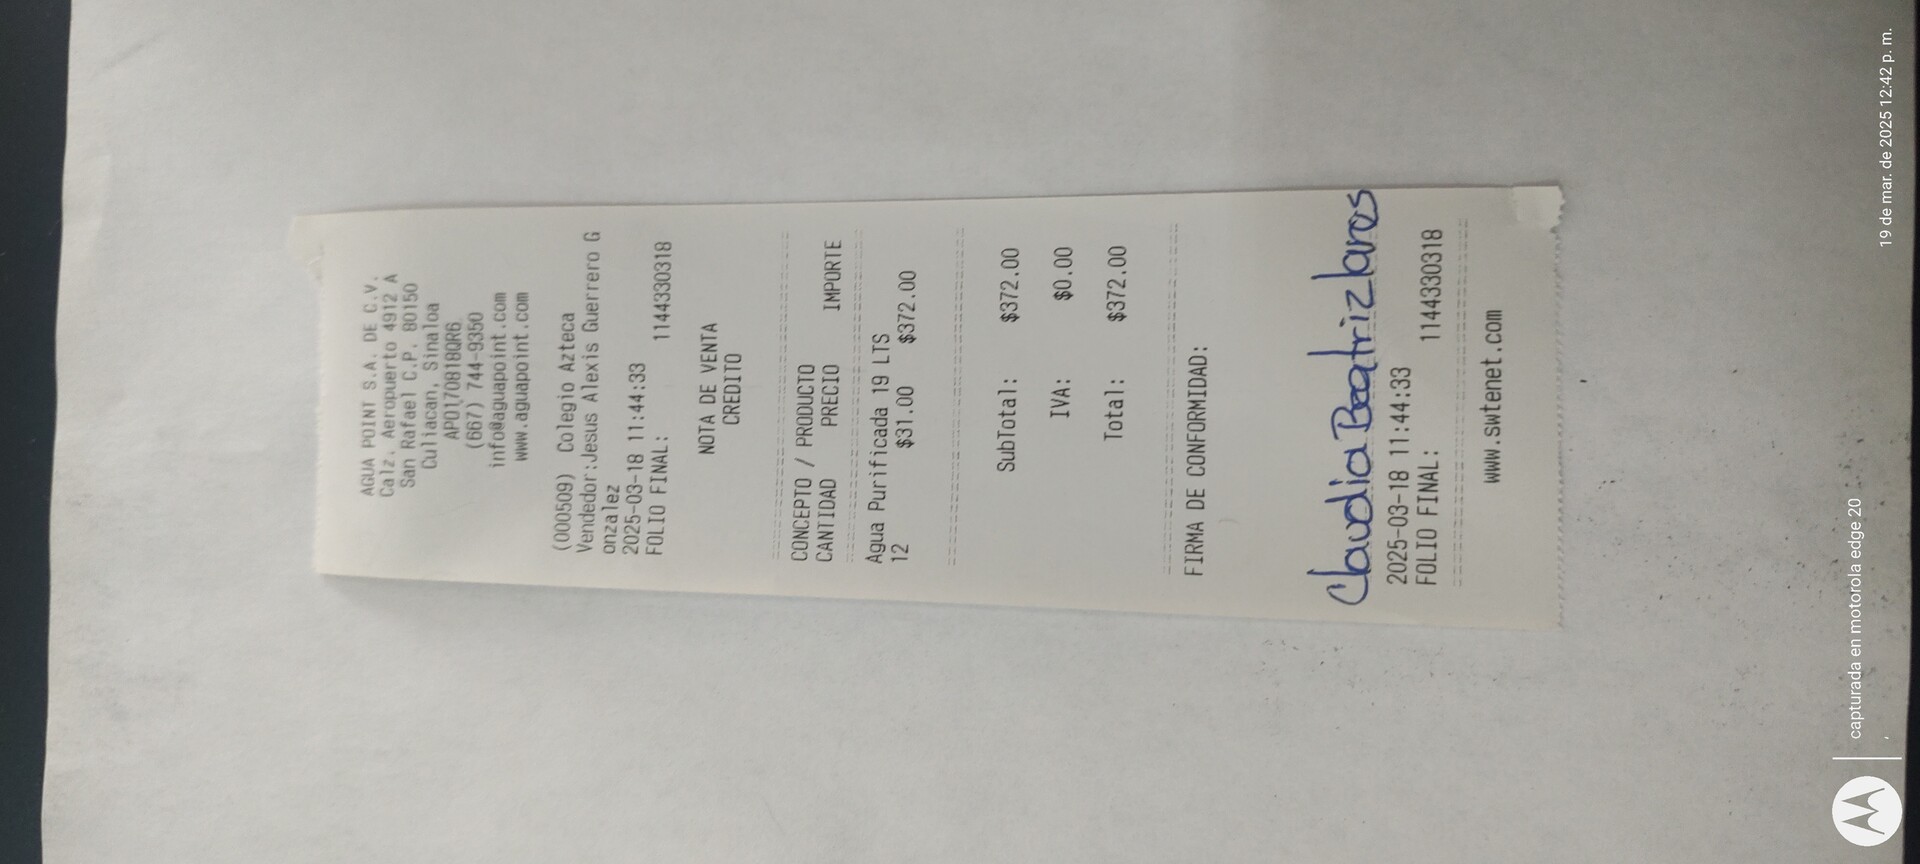 AGUA POINT S.A. DE C.V.
Calz. Aeropuerto 4912 A
San Rafael C.P. 80150
Culiacan, Sinaloa
APO170818QR6
(667) 744-9350
info@aguapoint.com
www.aguapoint.com
(000509) Colegio Azteca
Vendedor:Jesus Alexis Guerrero G
onzalez
2025-03-18 11:44:33
FOLIO FINAL: 1144330318
NOTA DE VENTA
CREDITO
CONCEPTO / PRODUCTO
CANTIDAD PRECIO IMPORTE
Agua Purificada 19 LTS
12 $31.00 $372.00
SubTotal: $372.00
IVA: $0.00
Total: $372.00
FIRMA DE CONFORMIDAD:
Claudia Beatriz lares
2025-03-18 11:44:33
FOLIO FINAL: 1144330318
www.swtenet.com
capturada en motorola edge 20
19 de mar. de 2025 12:42 p. m.